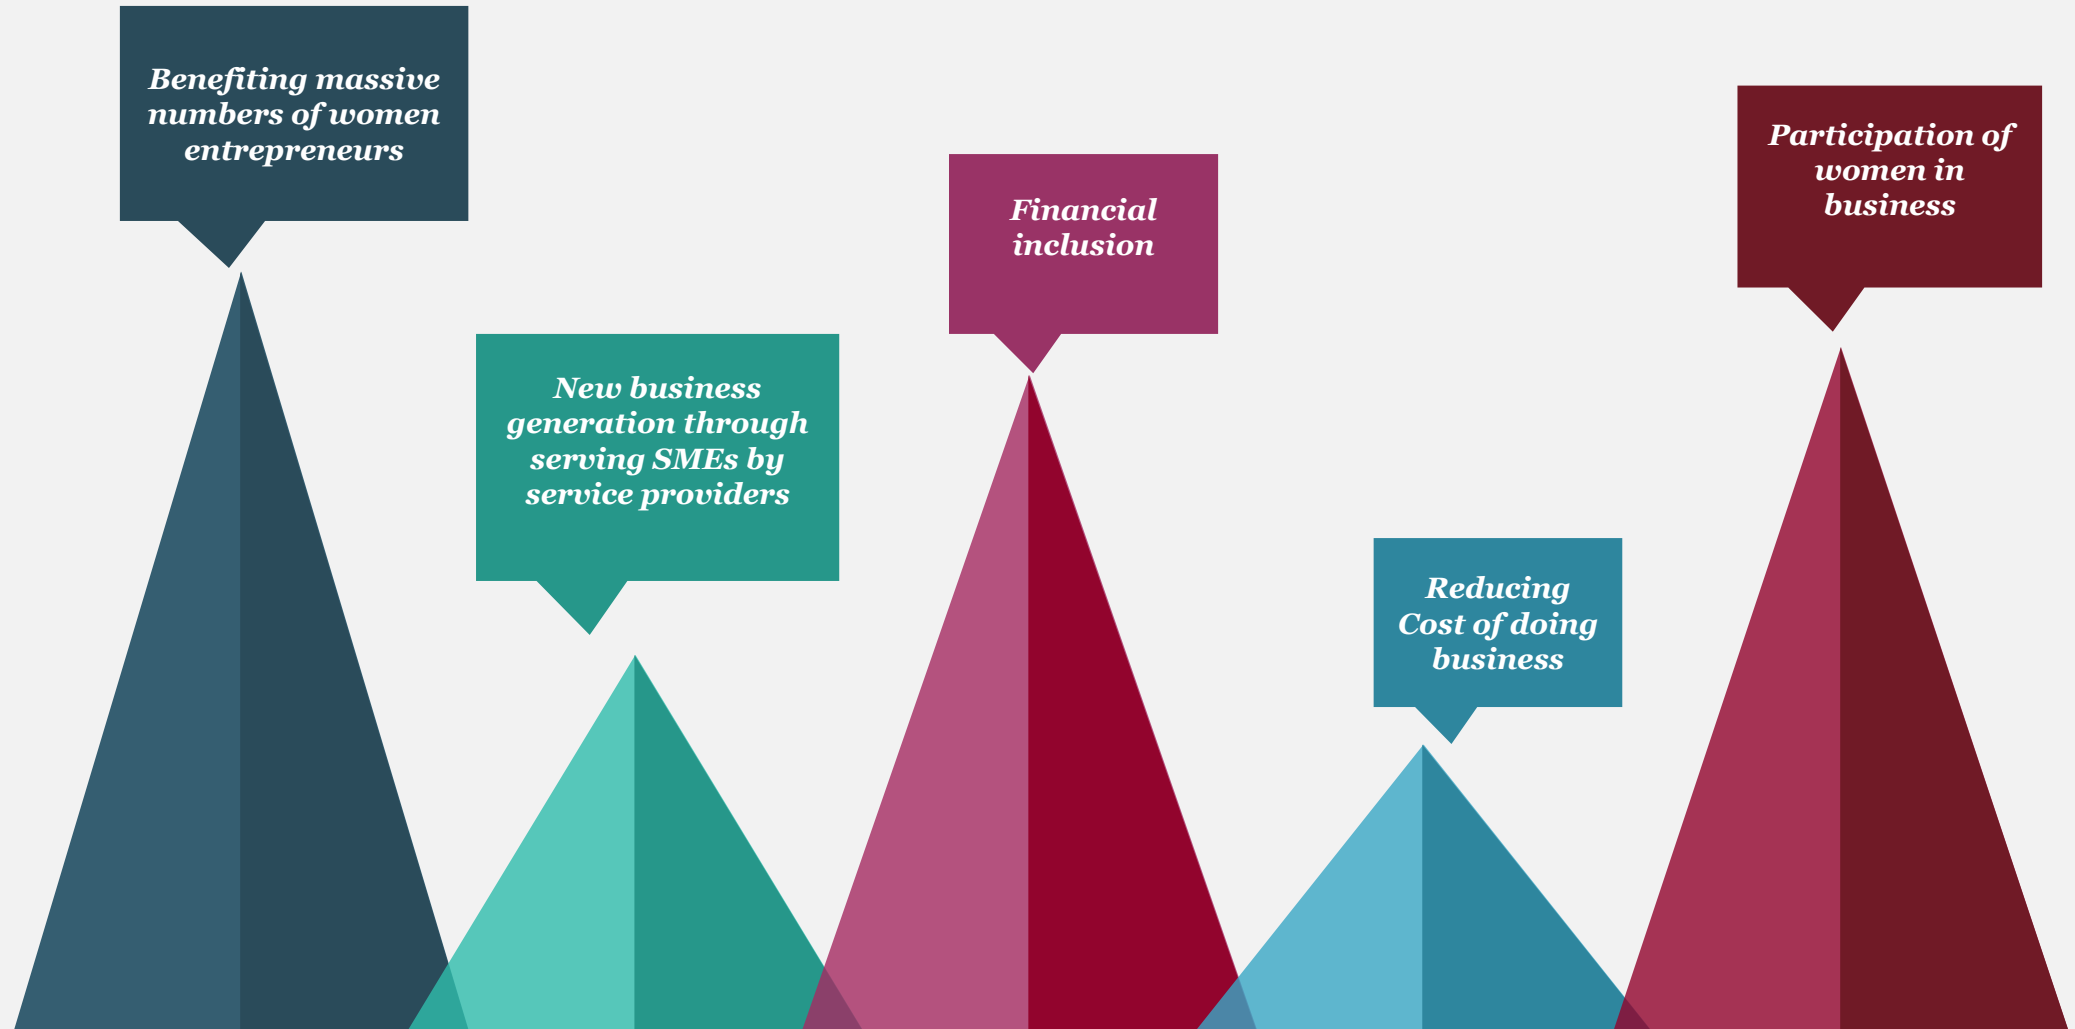 Benefiting massive
numbers of women
entrepreneurs
New business
generation through
serving SMEs by
service providers
Financial
inclusion
Reducing
Cost of doing
business
Participation of
women in
business